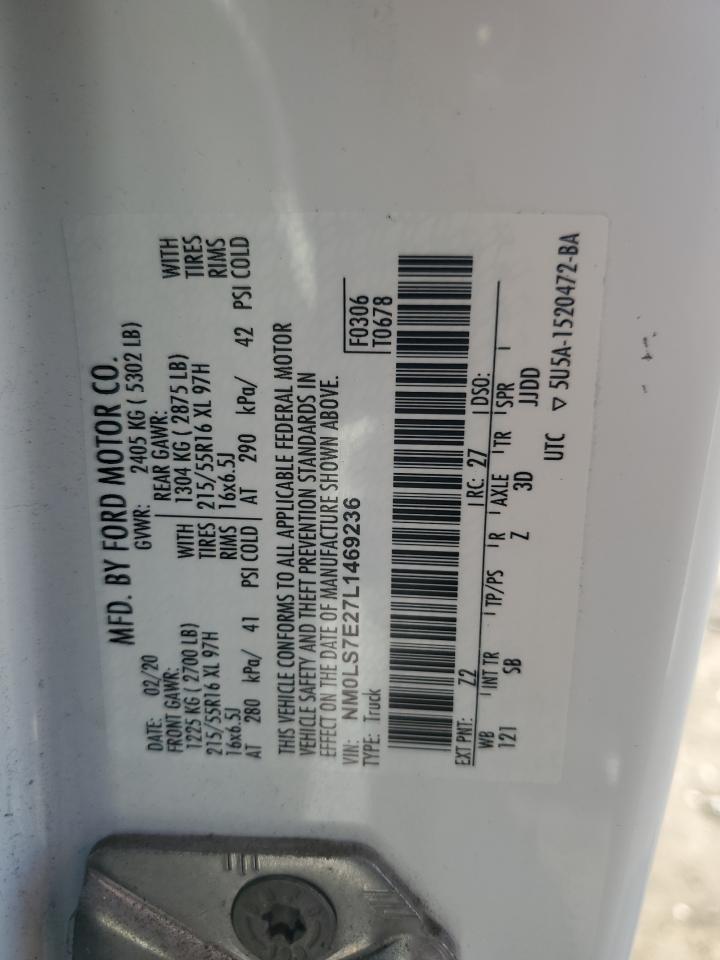 MFD. BY FORD MOTOR CO.
DATE: 02/20 GVWR: 2405 KG ( 5302 LB)
FRONT GAWR: REAR GAWR:
1225 KG ( 2700 LB) WITH 1304 KG ( 2875 LB) WITH
215/55R16 XL 97H TIRES 215/55R16 XL 97H TIRES
16x6.5J RIMS 16x6.5J RIMS
AT 280 kPa/ 41 PSI COLD AT 290 kPa/ 42 PSI COLD
THIS VEHICLE CONFORMS TO ALL APPLICABLE FEDERAL MOTOR
VEHICLE SAFETY AND THEFT PREVENTION STANDARDS IN
EFFECT ON THE DATE OF MANUFACTURE SHOWN ABOVE.
VIN: NM0LS7E27L1469236 F0306
TYPE: Truck T0678
EXT PNT: Z2 RC: 27 DSO:
WB INT TR TP/PS R AXLE TR SPR
121 SB Z 3D JJDD
UTC ▽ 5U5A-1520472-BA